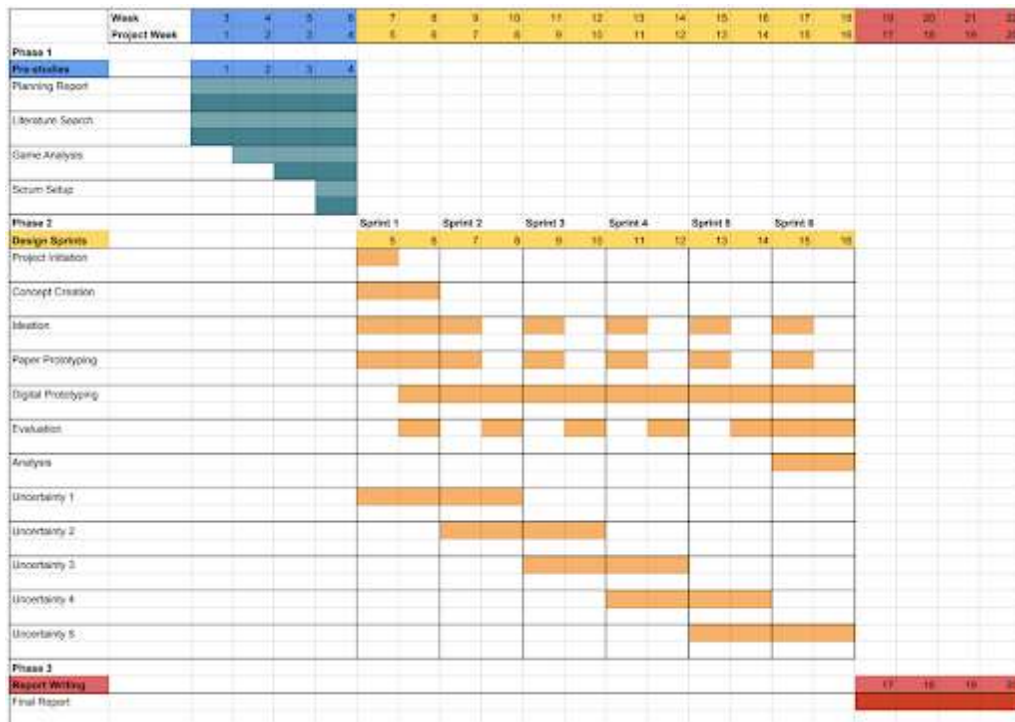 Week 3 4 5 6 7 8 9 10 11 12 13 14 15 16 17 18 19 20 21 22
Project Week 1 2 3 4 5 6 7 8 9 10 11 12 13 14 15 16 17 18 19 20
Phase 1
Pre-studies 1 2 3 4
Planning Report
Literature Search
Game Analysis
Scrum Setup
Phase 2 Sprint 1 Sprint 2 Sprint 3 Sprint 4 Sprint 5 Sprint 6
Design Sprints 5 6 7 8 9 10 11 12 13 14 15 16
Project Initiation
Concept Creation
Ideation
Paper Prototyping
Digital Prototyping
Evaluation
Analysis
Uncertainty 1
Uncertainty 2
Uncertainty 3
Uncertainty 4
Uncertainty 5
Phase 3
Report Writing 17 18 19 20
Final Report